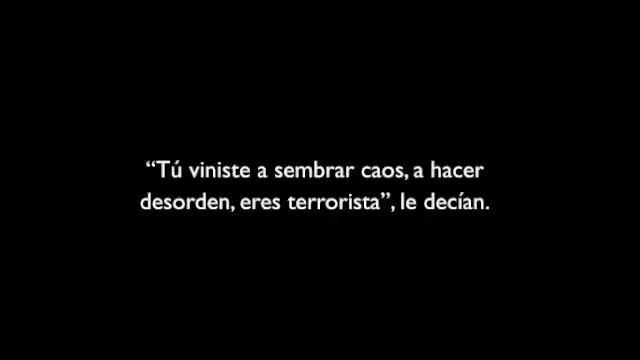 “Tú viniste a sembrar caos, a hacer
desorden, eres terrorista”, le decían.